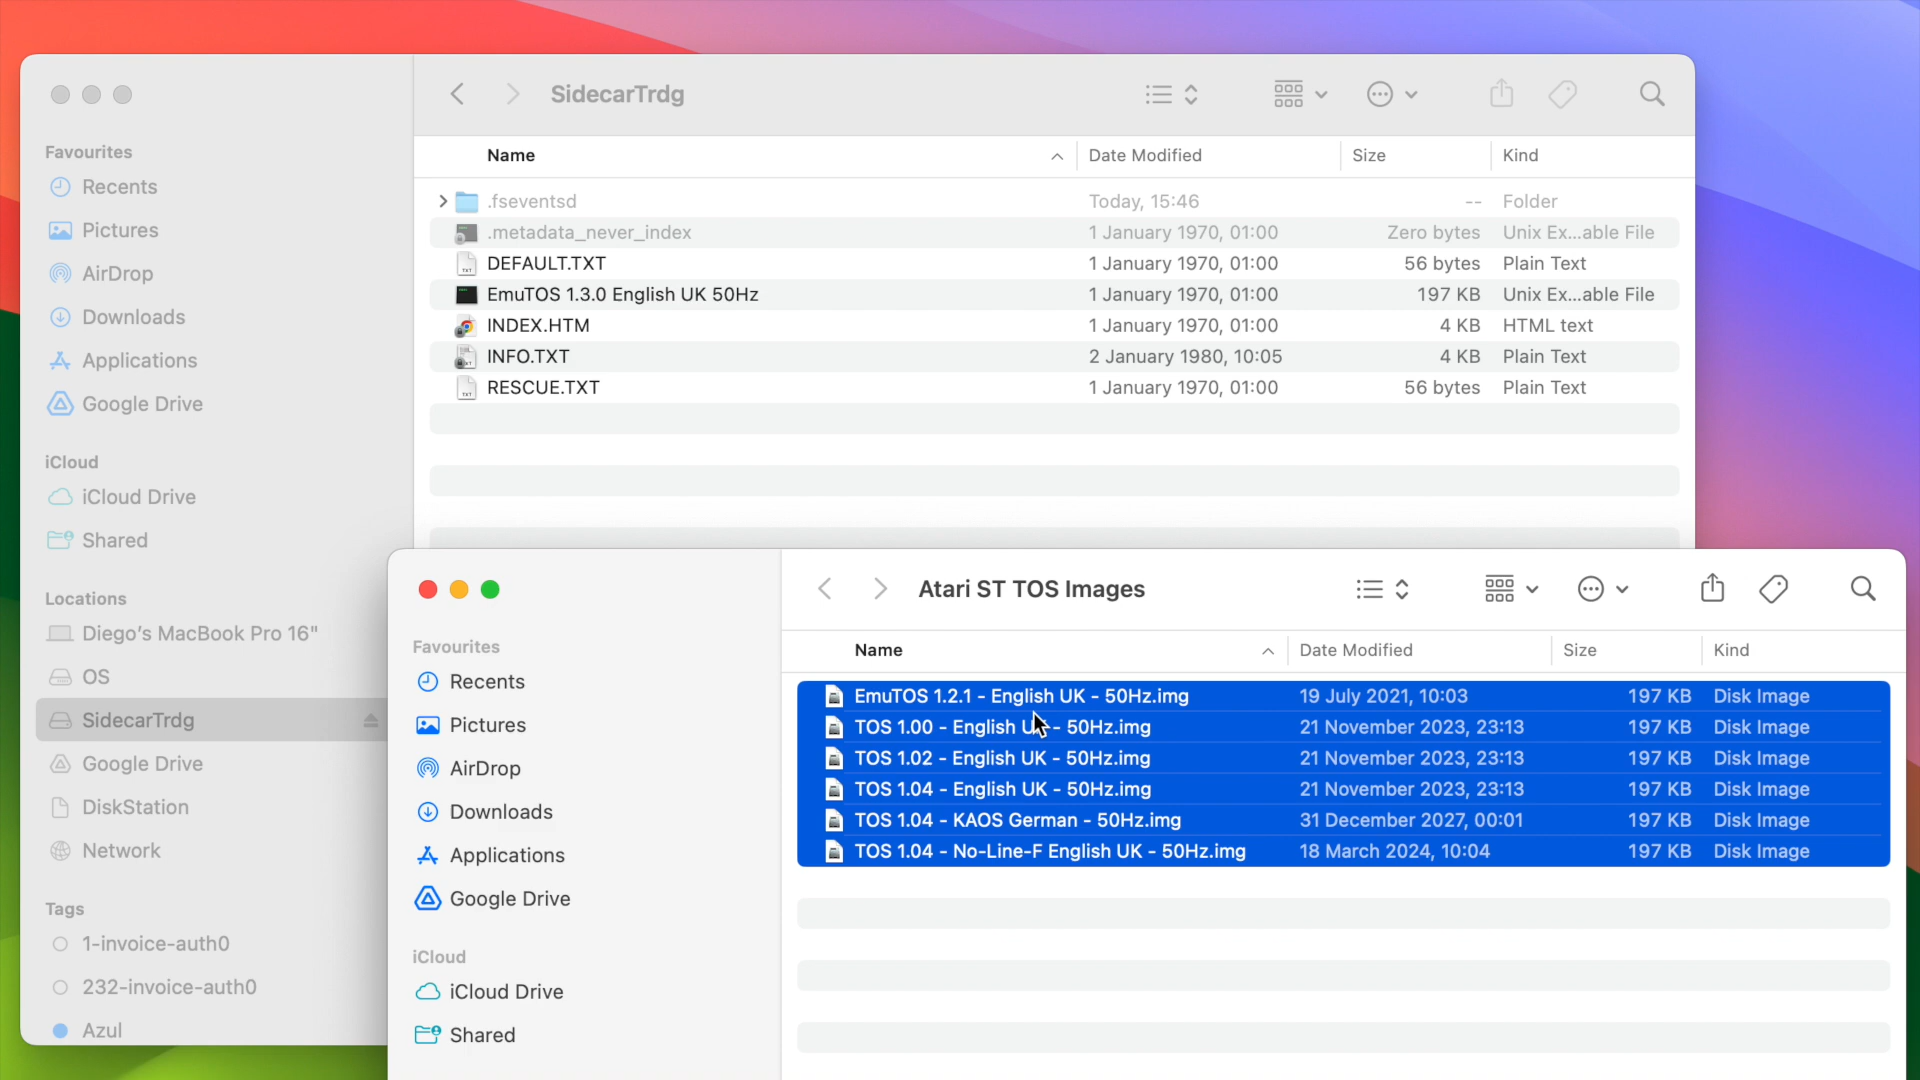 SidecarTrdg
Favourites
Recents
Pictures
AirDrop
Downloads
Applications
Google Drive
iCloud
iCloud Drive
Shared
Locations
Diego's MacBook Pro 16"
OS
SidecarTrdg
Google Drive
DiskStation
Network
Tags
1-invoice-auth0
232-invoice-auth0
Azul
Name Date Modified Size Kind
.fseventsd Today, 15:46 -- Folder
.metadata_never_index 1 January 1970, 01:00 Zero bytes Unix Ex...able File
DEFAULT.TXT 1 January 1970, 01:00 56 bytes Plain Text
EmuTOS 1.3.0 English UK 50Hz 1 January 1970, 01:00 197 KB Unix Ex...able File
INDEX.HTM 1 January 1970, 01:00 4 KB HTML text
INFO.TXT 2 January 1980, 10:05 4 KB Plain Text
RESCUE.TXT 1 January 1970, 01:00 56 bytes Plain Text
Atari ST TOS Images
Favourites
Recents
Pictures
AirDrop
Downloads
Applications
Google Drive
iCloud
iCloud Drive
Shared
Name Date Modified Size Kind
EmuTOS 1.2.1 - English UK - 50Hz.img 19 July 2021, 10:03 197 KB Disk Image
TOS 1.00 - English UK - 50Hz.img 21 November 2023, 23:13 197 KB Disk Image
TOS 1.02 - English UK - 50Hz.img 21 November 2023, 23:13 197 KB Disk Image
TOS 1.04 - English UK - 50Hz.img 21 November 2023, 23:13 197 KB Disk Image
TOS 1.04 - KAOS German - 50Hz.img 31 December 2027, 00:01 197 KB Disk Image
TOS 1.04 - No-Line-F English UK - 50Hz.img 18 March 2024, 10:04 197 KB Disk Image